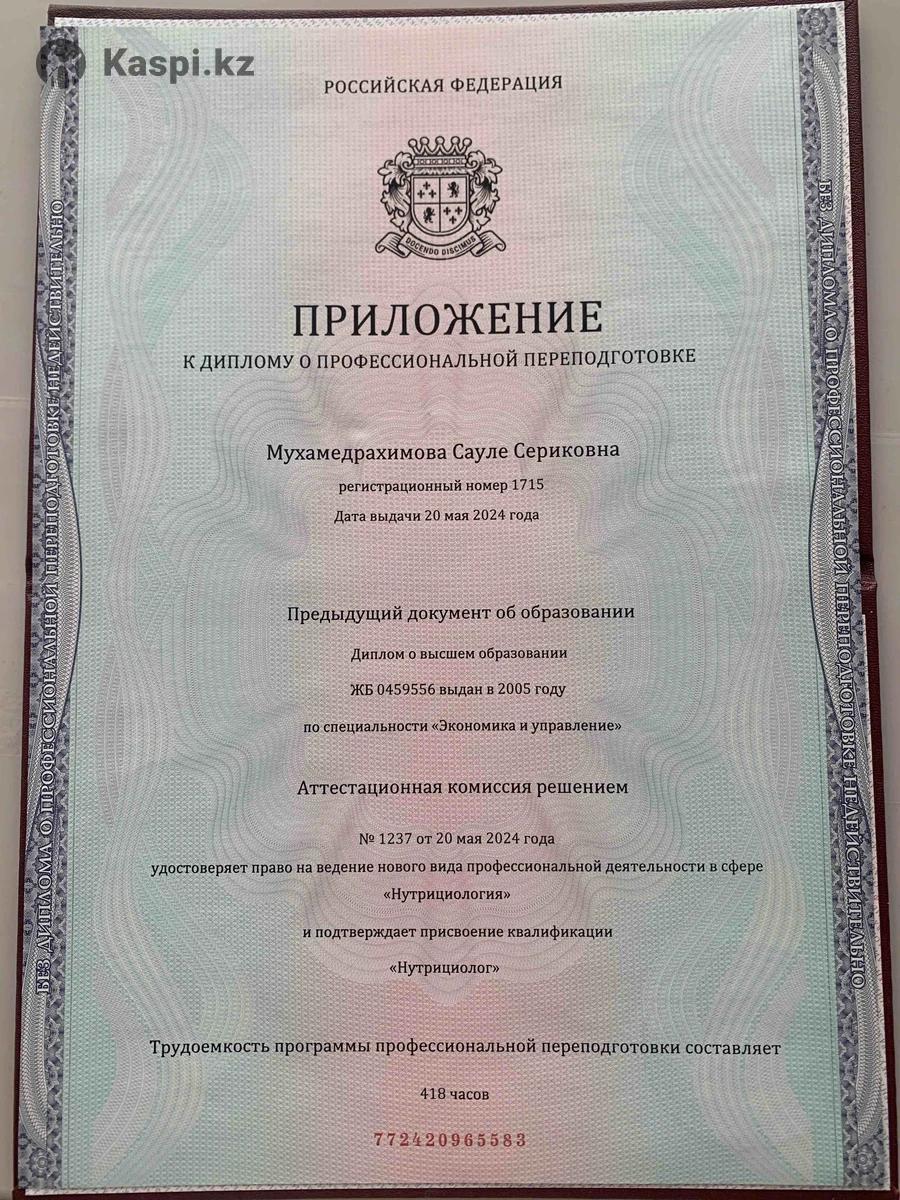 Kaspi.kz
РОССИЙСКАЯ ФЕДЕРАЦИЯ
DOCENDO DISCIMUS
ПРИЛОЖЕНИЕ
К ДИПЛОМУ О ПРОФЕССИОНАЛЬНОЙ ПЕРЕПОДГОТОВКЕ
Мухамедрахимова Сауле Сериковна
регистрационный номер 1715
Дата выдачи 20 мая 2024 года
Предыдущий документ об образовании
Диплом о высшем образовании
ЖБ 0459556 выдан в 2005 году
по специальности «Экономика и управление»
Аттестационная комиссия решением
№ 1237 от 20 мая 2024 года
удостоверяет право на ведение нового вида профессиональной деятельности в сфере
«Нутрициология»
и подтверждает присвоение квалификации
«Нутрициолог»
Трудоемкость программы профессиональной переподготовки составляет
418 часов
772420965583
БЕЗ ДИПЛОМА О ПРОФЕССИОНАЛЬНОЙ ПЕРЕПОДГОТОВКЕ НЕДЕЙСТВИТЕЛЬНО
БЕЗ ДИПЛОМА О ПРОФЕССИОНАЛЬНОЙ ПЕРЕПОДГОТОВКЕ НЕДЕЙСТВИТЕЛЬНО